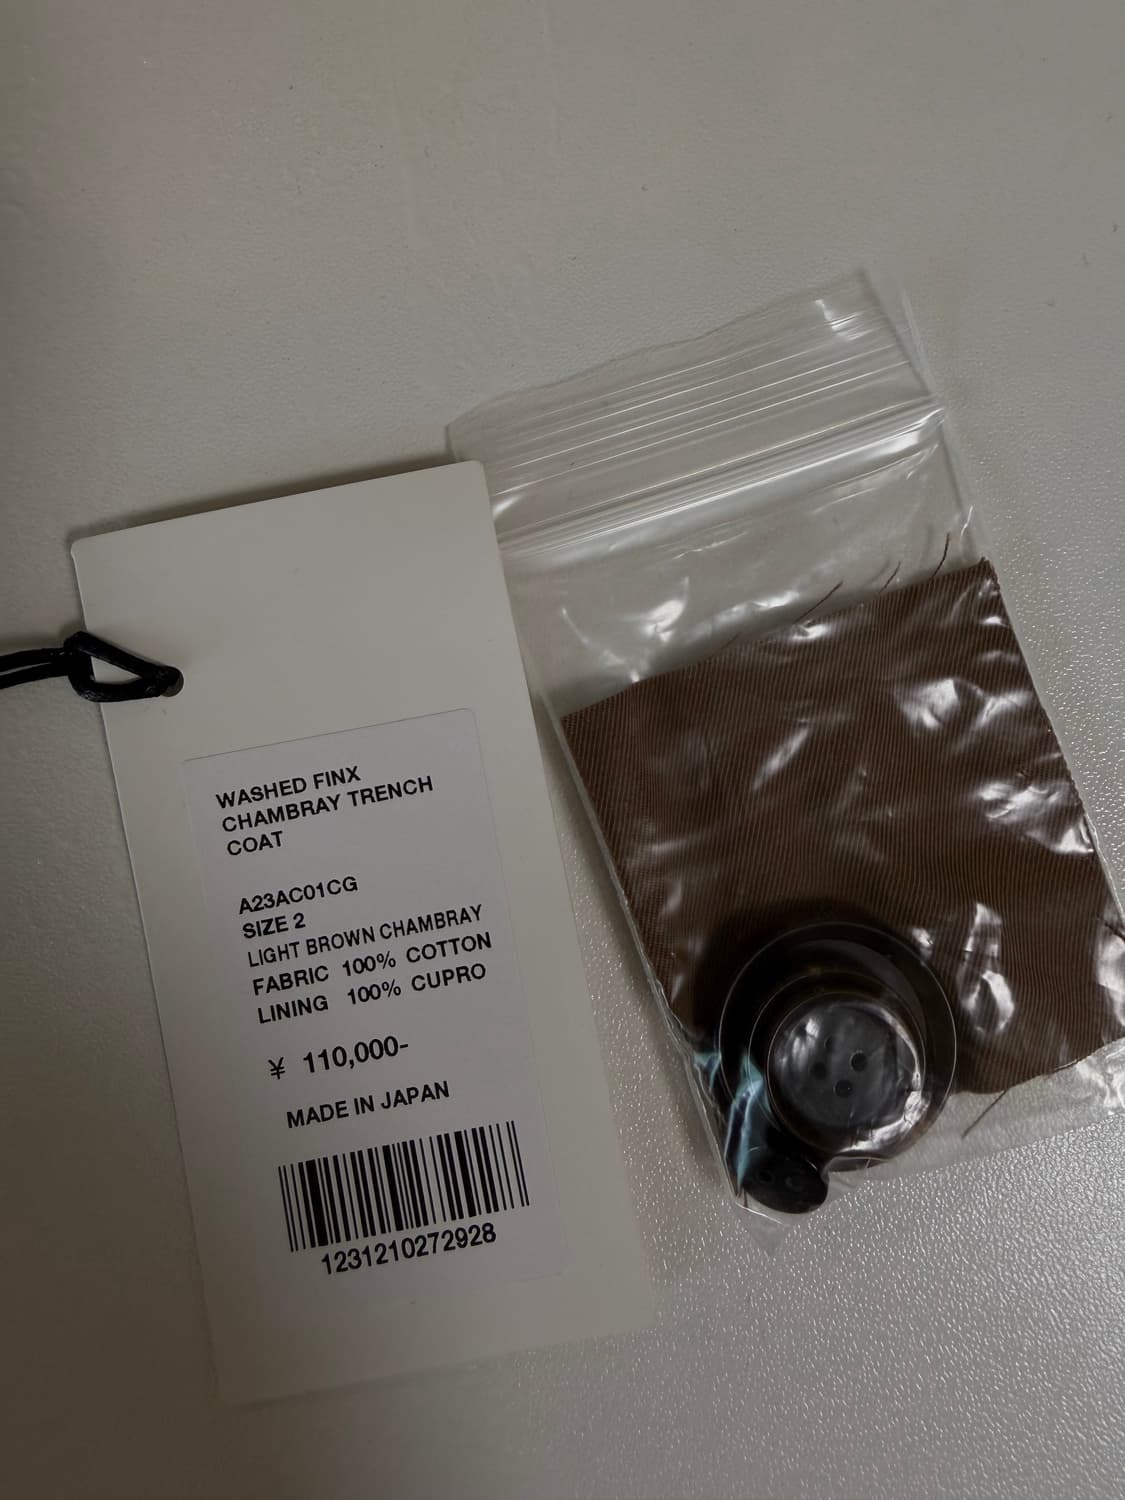 WASHED FINX
CHAMBRAY TRENCH
COAT
A23AC01CG
SIZE 2
LIGHT BROWN CHAMBRAY
FABRIC 100% COTTON
LINING 100% CUPRO
¥ 110,000-
MADE IN JAPAN
1231210272928